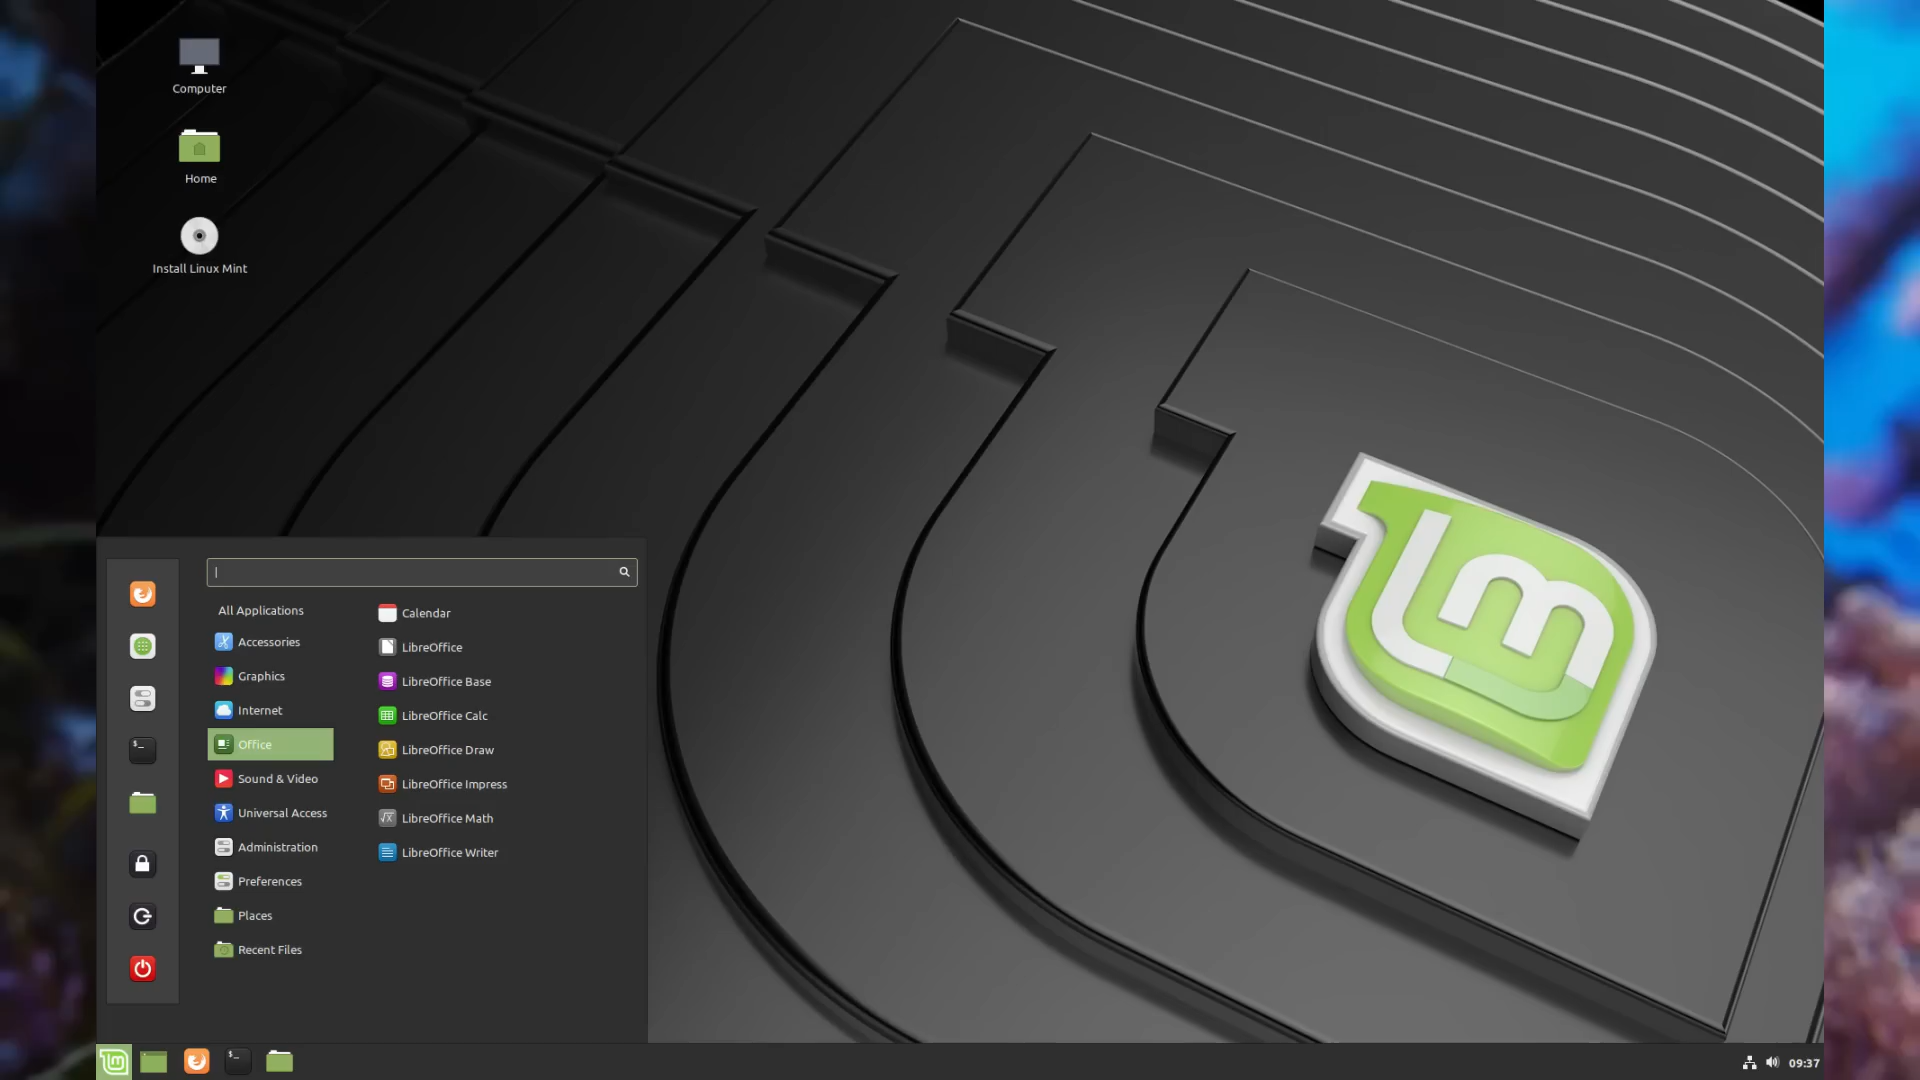 Computer
Home
Install Linux Mint
All Applications
Accessories
Graphics
Internet
Office
Sound & Video
Universal Access
Administration
Preferences
Places
Recent Files
Calendar
LibreOffice
LibreOffice Base
LibreOffice Calc
LibreOffice Draw
LibreOffice Impress
LibreOffice Math
LibreOffice Writer
lm
09:37